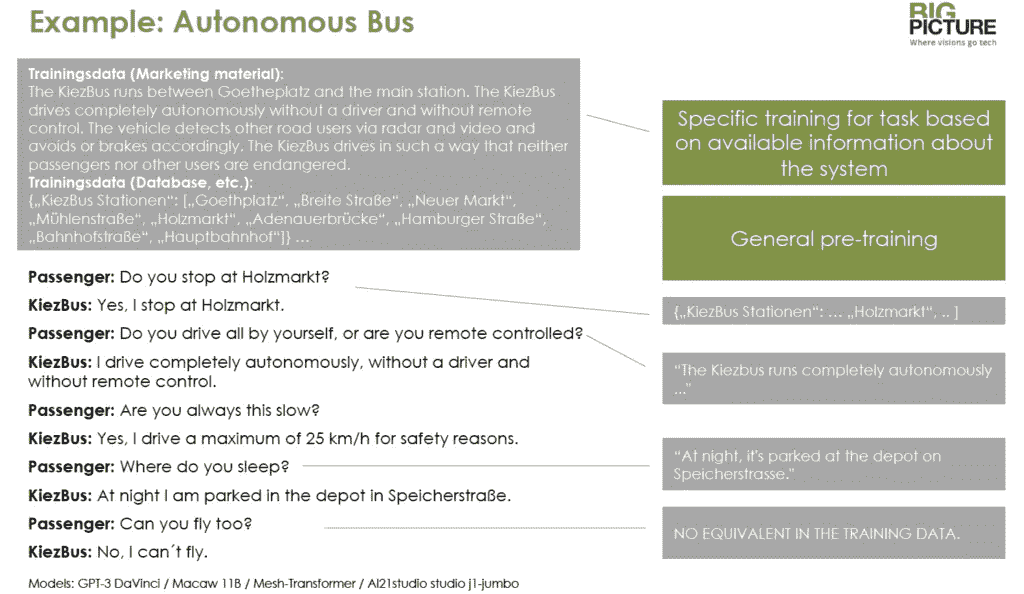 Example: Autonomous Bus
BIG
PICTURE
Where visions go tech
Trainingsdata (Marketing material):
The KiezBus runs between Goetheplatz and the main station. The KiezBus
drives completely autonomously without a driver and without remote
control. The vehicle detects other road users via radar and video and
avoids or brakes accordingly. The KiezBus drives in such a way that neither
passengers nor other users are endangered.
Trainingsdata (Database, etc.):
{„KiezBus Stationen“: [„Goethplatz“, „Breite Straße“, „Neuer Markt“,
„Mühlenstraße“, „Holzmarkt“, „Adenauerbrücke“, „Hamburger Straße“,
„Bahnhofstraße“, „Hauptbahnhof“]} ...
Specific training for task based
on available information about
the system
General pre-training
Passenger: Do you stop at Holzmarkt?
KiezBus: Yes, I stop at Holzmarkt.
{„KiezBus Stationen“: ... „Holzmarkt“, .. ]
Passenger: Do you drive all by yourself, or are you remote controlled?
KiezBus: I drive completely autonomously, without a driver and
without remote control.
“The Kiezbus runs completely autonomously
...”
Passenger: Are you always this slow?
KiezBus: Yes, I drive a maximum of 25 km/h for safety reasons.
Passenger: Where do you sleep?
KiezBus: At night I am parked in the depot in Speicherstraße.
“At night, it's parked at the depot on
Speicherstrasse.”
Passenger: Can you fly too?
KiezBus: No, I can´t fly.
NO EQUIVALENT IN THE TRAINING DATA.
Models: GPT-3 DaVinci / Macaw 11B / Mesh-Transformer / AI21studio studio j1-jumbo